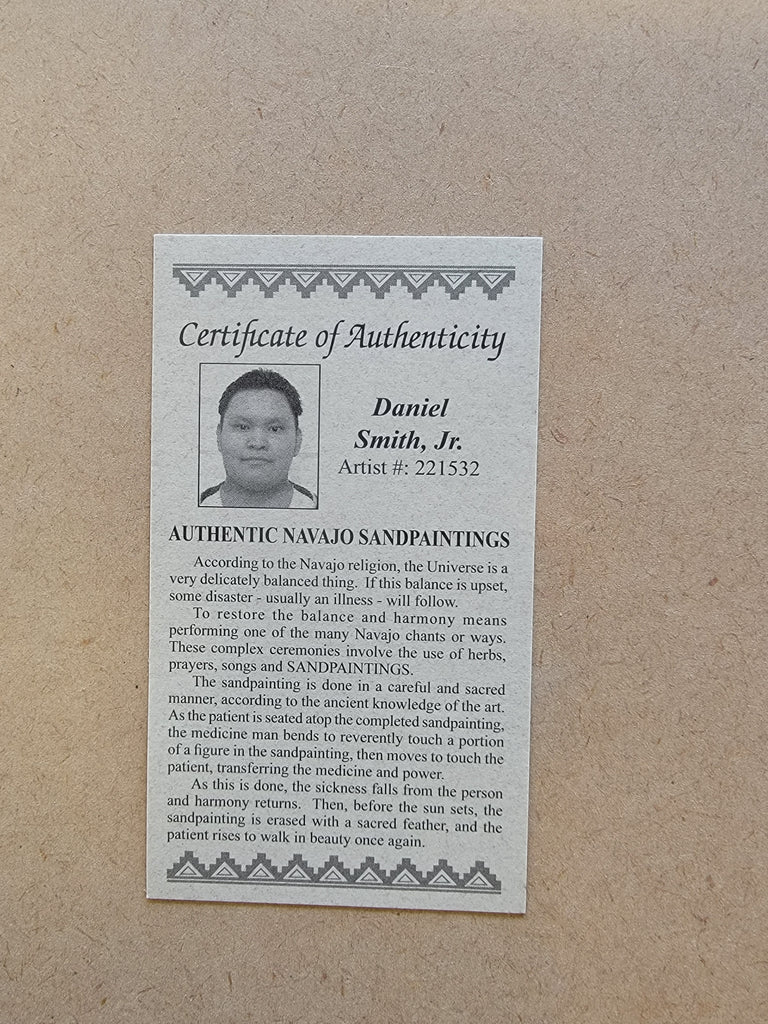 Certificate of Authenticity
Daniel
Smith, Jr.
Artist #: 221532
AUTHENTIC NAVAJO SANDPAINTINGS
According to the Navajo religion, the Universe is a
very delicately balanced thing. If this balance is upset,
some disaster - usually an illness - will follow.
To restore the balance and harmony means
performing one of the many Navajo chants or ways.
These complex ceremonies involve the use of herbs,
prayers, songs and SANDPAINTINGS.
The sandpainting is done in a careful and sacred
manner, according to the ancient knowledge of the art.
As the patient is seated atop the completed sandpainting,
the medicine man bends to reverently touch a portion
of a figure in the sandpainting, then moves to touch the
patient, transferring the medicine and power.
As this is done, the sickness falls from the person
and harmony returns. Then, before the sun sets, the
sandpainting is erased with a sacred feather, and the
patient rises to walk in beauty once again.